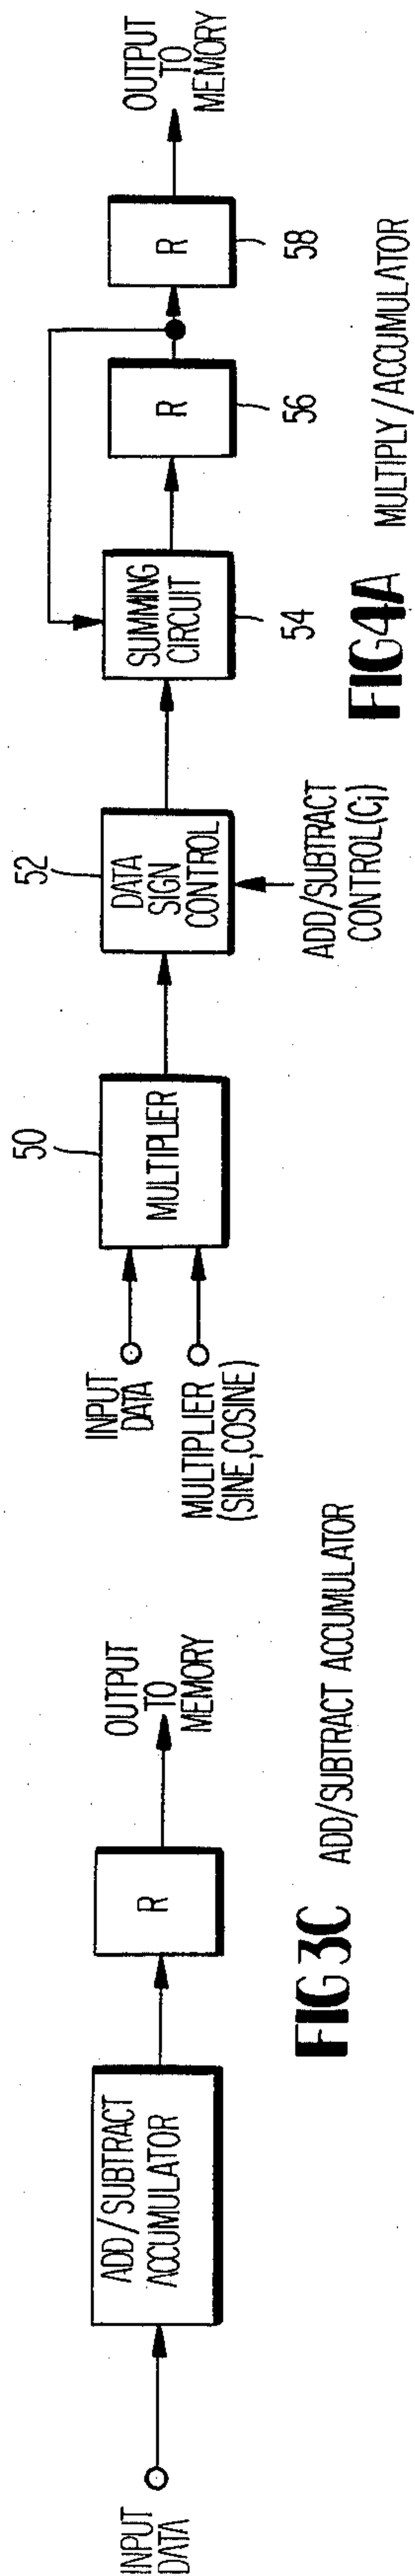 INPUT
DATA
ADD/SUBTRACT
ACCUMULATOR
R
OUTPUT
TO
MEMORY
FIG 3C ADD/SUBTRACT ACCUMULATOR
INPUT
DATA
MULTIPLIER
(SINE,COSINE)
50
MULTIPLIER
52
DATA
SIGN
CONTROL
ADD/SUBTRACT
CONTROL(Ci)
SUMMING
CIRCUIT
54
R
56
R
58
OUTPUT
TO
MEMORY
FIG4A MULTIPLY/ACCUMULATOR